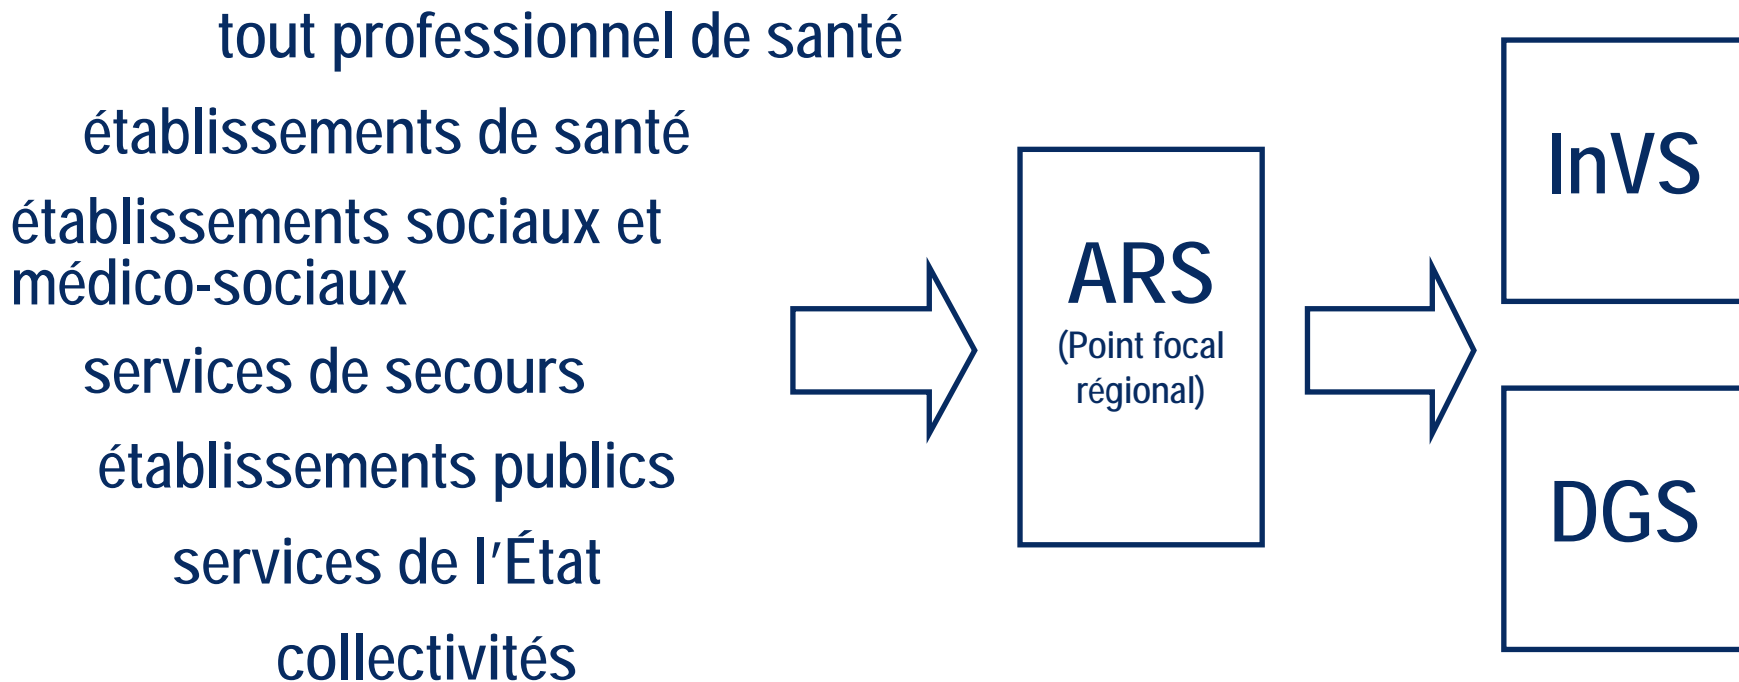 tout professionnel de santé
établissements de santé
établissements sociaux et
médico-sociaux
services de secours
établissements publics
services de l'État
collectivités
ARS
(Point focal
régional)
InVS
DGS